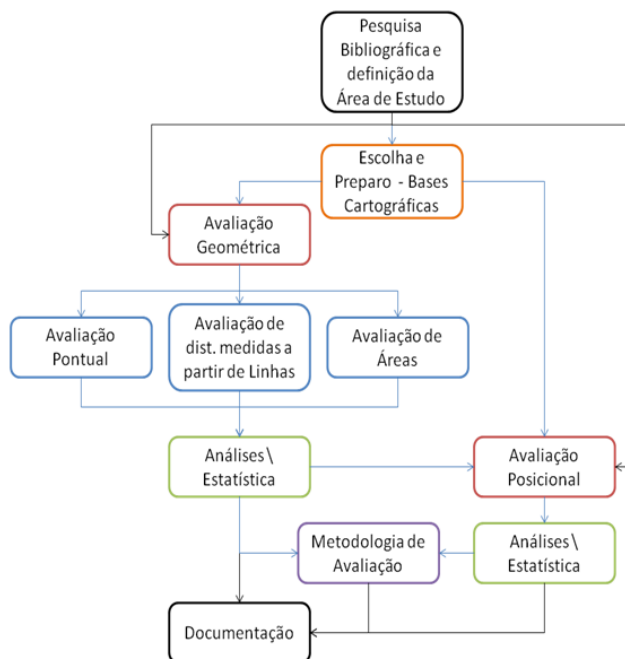 Pesquisa
Bibliográfica e
definição da
Área de Estudo
Escolha e
Preparo - Bases
Cartográficas
Avaliação
Geométrica
Avaliação
Pontual
Avaliação de
dist. medidas a
partir de Linhas
Avaliação de
Áreas
Análises\
Estatística
Avaliação
Posicional
Metodologia de
Avaliação
Análises\
Estatística
Documentação